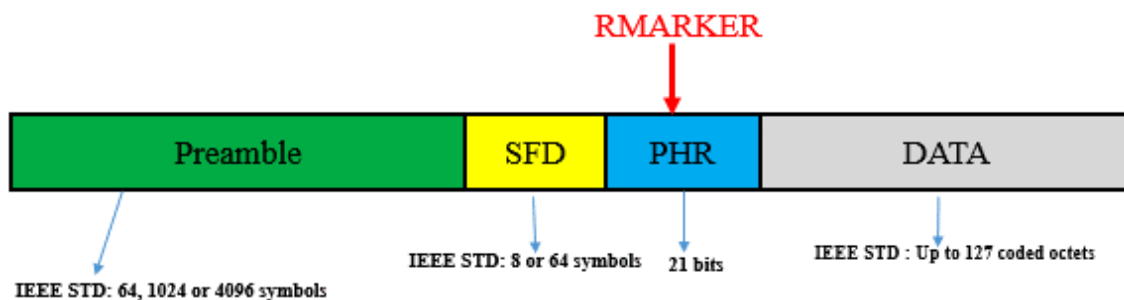 RMARKER
Preamble
SFD
PHR
DATA
IEEE STD: 8 or 64 symbols
21 bits
IEEE STD : Up to 127 coded octets
IEEE STD: 64, 1024 or 4096 symbols